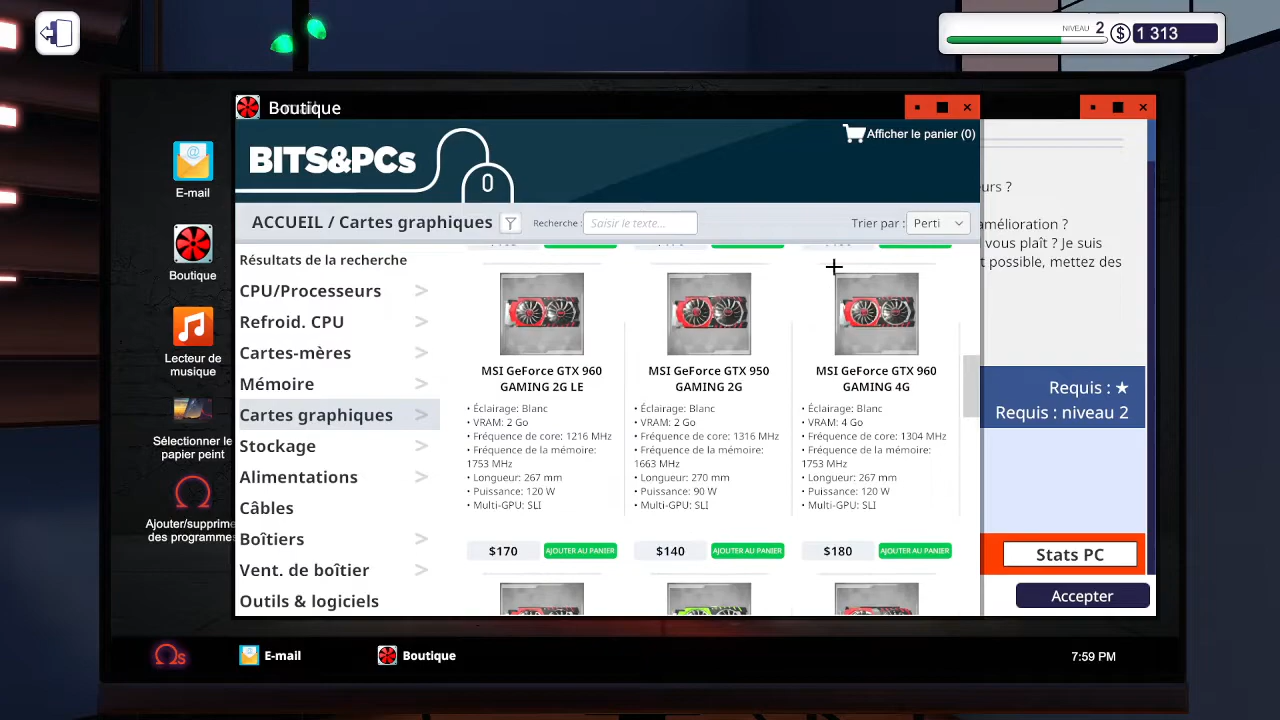 NIVEAU 2 $ 1 313
Boutique
Afficher le panier (0)
BITS&PCs
ACCUEIL / Cartes graphiques
Recherche :
Saisir le texte...
Trier par :
Perti
E-mail
Boutique
Lecteur de
musique
Sélectionner le
papier peint
Ajouter/supprime
des programme
Résultats de la recherche
CPU/Processeurs
Refroid. CPU
Cartes-mères
Mémoire
Cartes graphiques
Stockage
Alimentations
Câbles
Boîtiers
Vent. de boîtier
Outils & logiciels
MSI GeForce GTX 960
GAMING 2G LE
• Éclairage: Blanc
• VRAM: 2 Go
• Fréquence de core: 1216 MHz
• Fréquence de la mémoire:
1753 MHz
• Longueur: 267 mm
• Puissance: 120 W
• Multi-GPU: SLI
$170
AJOUTER AU PANIER
MSI GeForce GTX 950
GAMING 2G
• Éclairage: Blanc
• VRAM: 2 Go
• Fréquence de core: 1316 MHz
• Fréquence de la mémoire:
1663 MHz
• Longueur: 270 mm
• Puissance: 90 W
• Multi-GPU: SLI
$140
AJOUTER AU PANIER
MSI GeForce GTX 960
GAMING 4G
• Éclairage: Blanc
• VRAM: 4 Go
• Fréquence de core: 1304 MHz
• Fréquence de la mémoire:
1753 MHz
• Longueur: 267 mm
• Puissance: 120 W
• Multi-GPU: SLI
$180
AJOUTER AU PANIER
urs ?
amélioration ?
vous plaît ? Je suis
t possible, mettez des
Requis : ★
Requis : niveau 2
Stats PC
Accepter
Ωs
E-mail
Boutique
7:59 PM